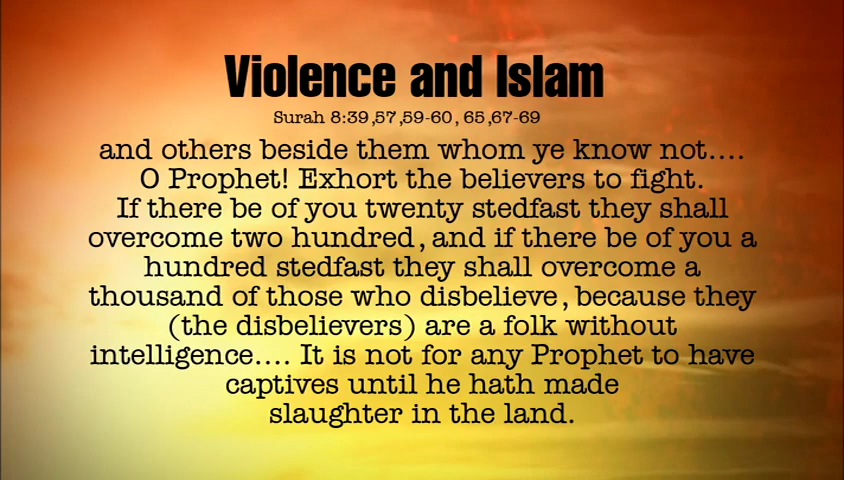 Violence and Islam
Surah 8:39,57,59-60, 65,67-69
and others beside them whom ye know not....
O Prophet! Exhort the believers to fight.
If there be of you twenty stedfast they shall
overcome two hundred, and if there be of you a
hundred stedfast they shall overcome a
thousand of those who disbelieve, because they
(the disbelievers) are a folk without
intelligence.... It is not for any Prophet to have
captives until he hath made
slaughter in the land.